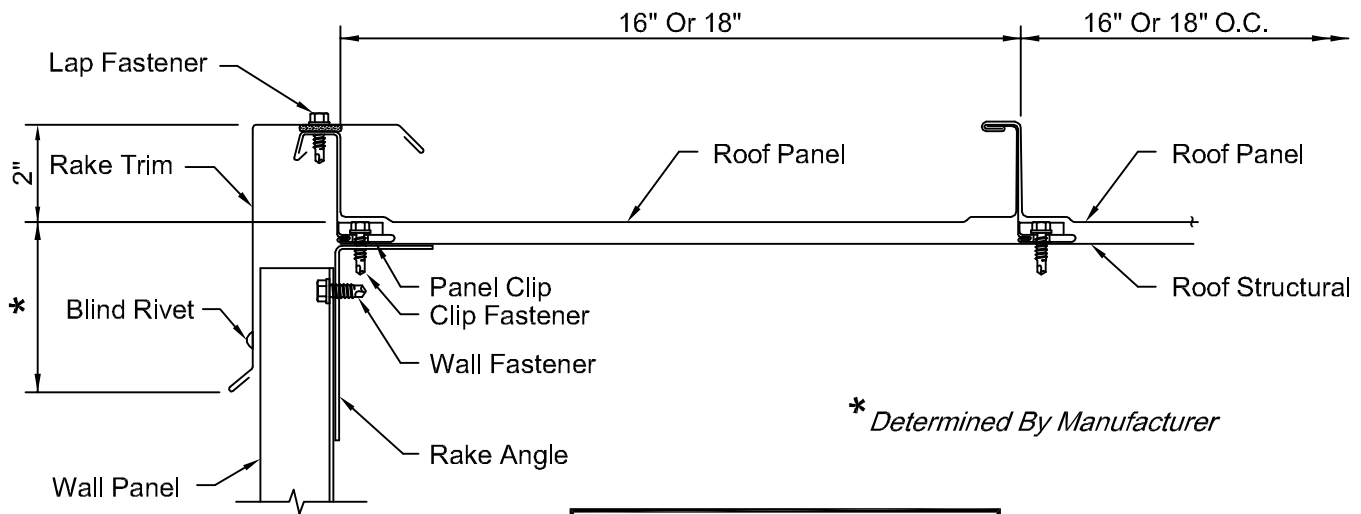 16" Or 18"
16" Or 18" O.C.
Lap Fastener
2"
Rake Trim
Roof Panel
Roof Panel
*
Blind Rivet
Panel Clip
Clip Fastener
Roof Structural
Wall Fastener
* Determined By Manufacturer
Rake Angle
Wall Panel